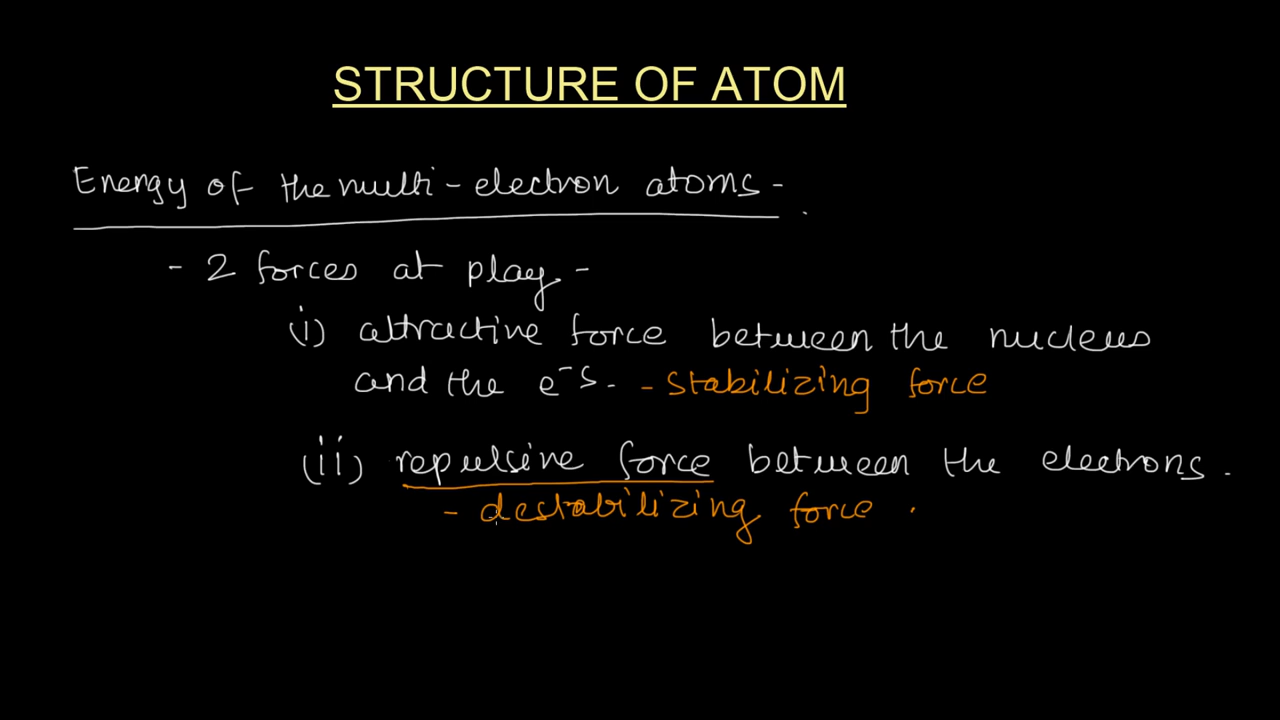 STRUCTURE OF ATOM
Energy of the multi-electron atoms-
- 2 forces at play -
(i) attractive force between the nucleus
and the e⁻s. - stabilizing force
(ii) repulsive force between the electrons.
- destabilizing force.